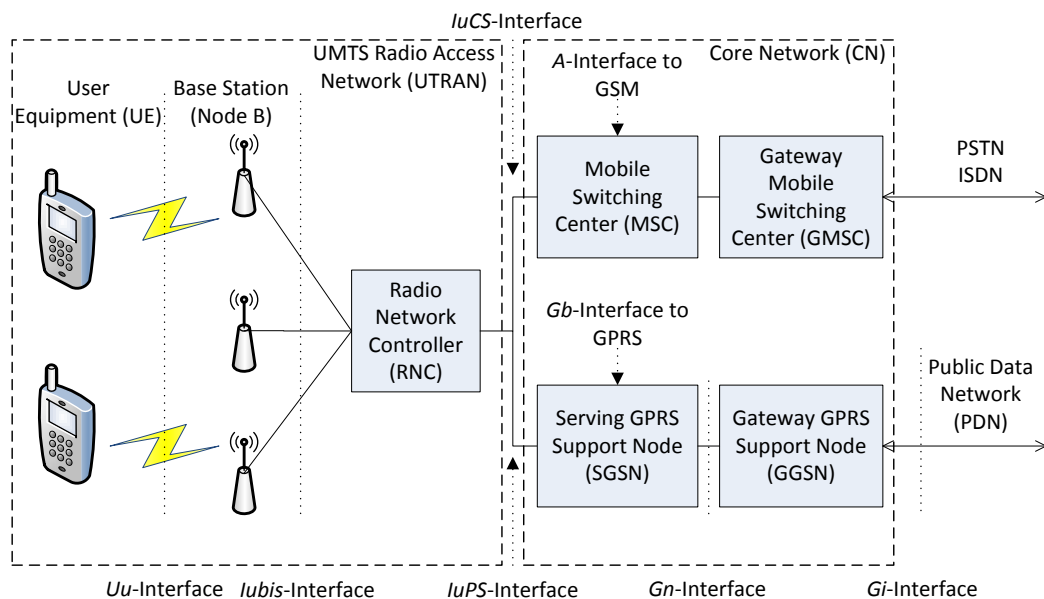 IuCS-Interface
UMTS Radio Access
Network (UTRAN)
Core Network (CN)
A-Interface to
GSM
User
Equipment (UE)
Base Station
(Node B)
Mobile
Switching
Center (MSC)
Gateway
Mobile
Switching
Center (GMSC)
PSTN
ISDN
Radio
Network
Controller
(RNC)
Gb-Interface to
GPRS
Serving GPRS
Support Node
(SGSN)
Gateway GPRS
Support Node
(GGSN)
Public Data
Network
(PDN)
Uu-Interface
Iubis-Interface
IuPS-Interface
Gn-Interface
Gi-Interface